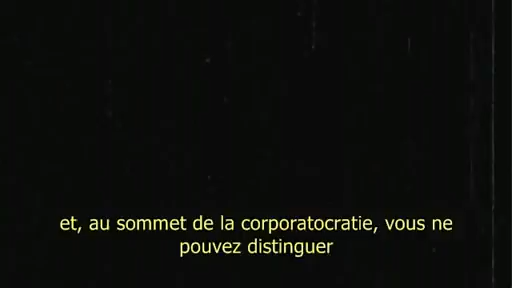 et, au sommet de la corporatocratie, vous ne
pouvez distinguer